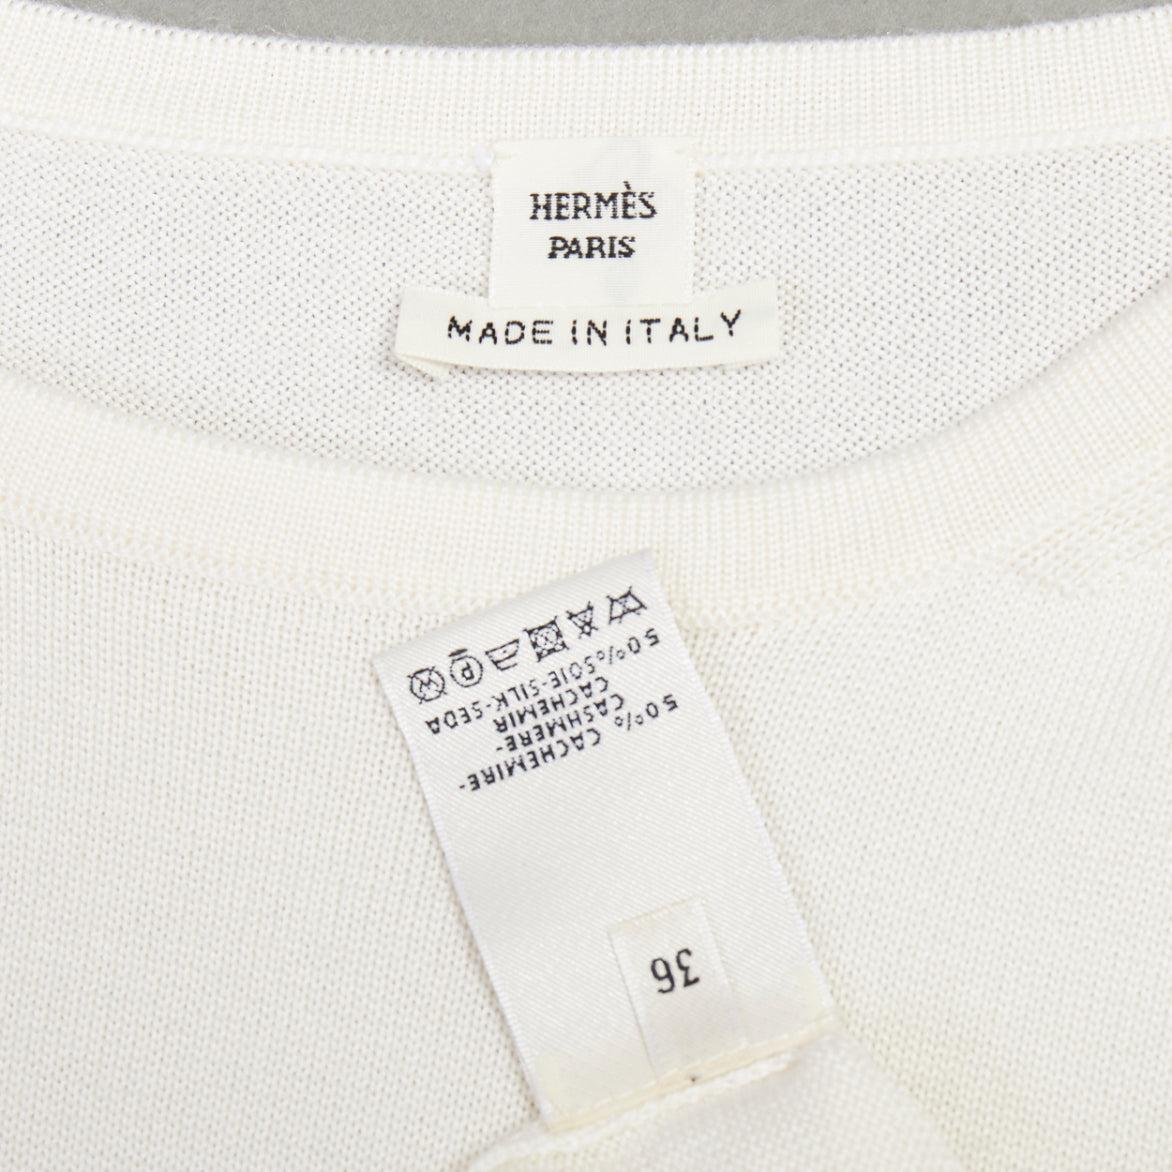 HERMÈS
PARIS
MADE IN ITALY
36
CACHEMIRE-
50% CASHMERE-
CACHEMIR
50% SOIE-SILK-SEDA
P